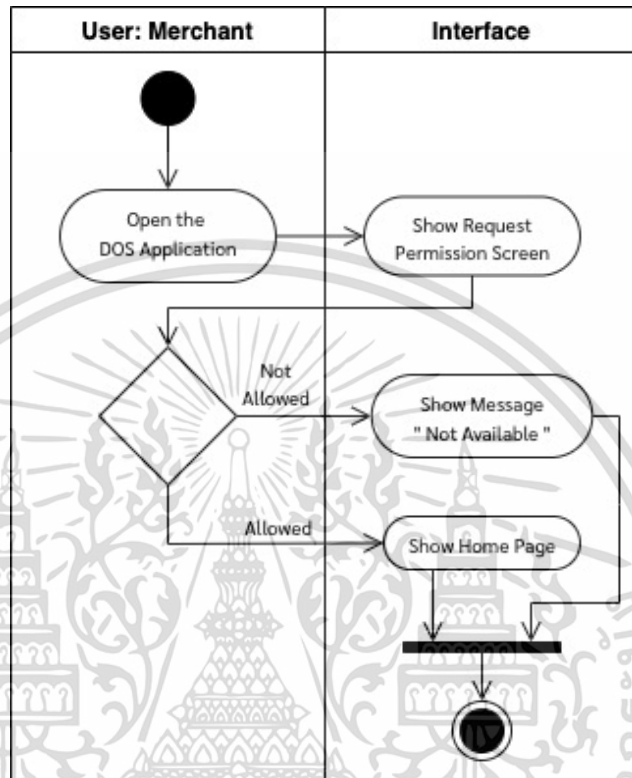 User: Merchant
Interface
Open the
DOS Application
Show Request
Permission Screen
Not
Allowed
Show Message
" Not Available "
Allowed
Show Home Page